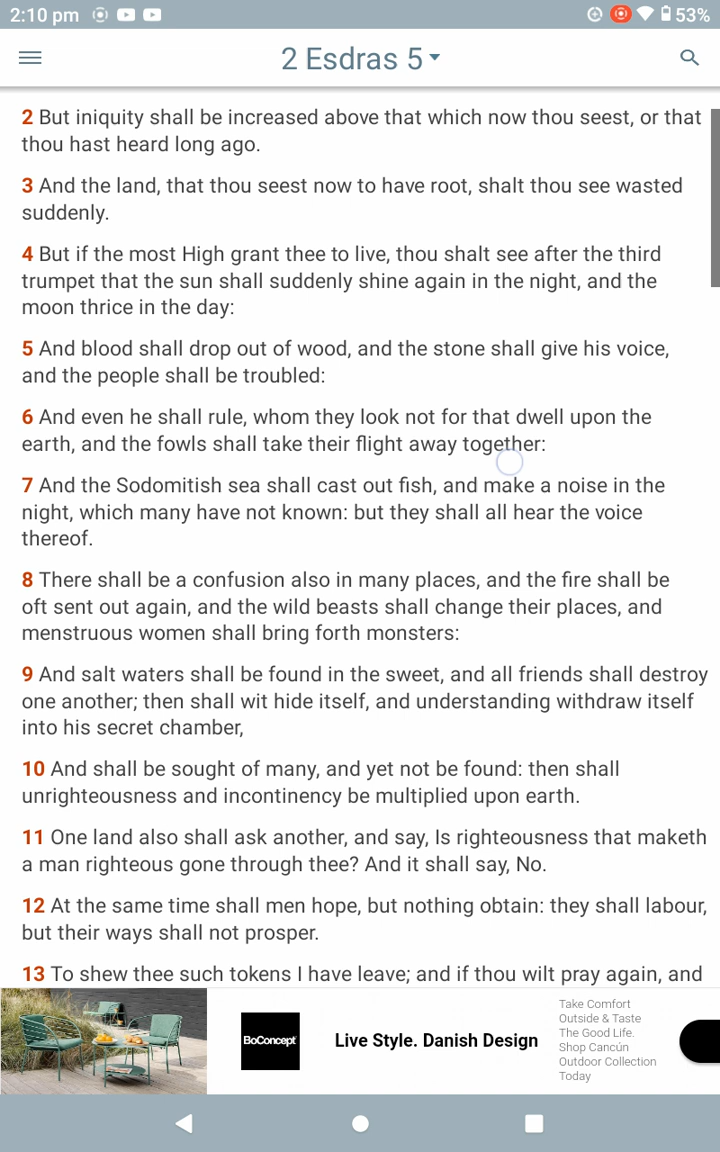 2:10 pm 53%
2 Esdras 5
2 But iniquity shall be increased above that which now thou seest, or that
thou hast heard long ago.
3 And the land, that thou seest now to have root, shalt thou see wasted
suddenly.
4 But if the most High grant thee to live, thou shalt see after the third
trumpet that the sun shall suddenly shine again in the night, and the
moon thrice in the day:
5 And blood shall drop out of wood, and the stone shall give his voice,
and the people shall be troubled:
6 And even he shall rule, whom they look not for that dwell upon the
earth, and the fowls shall take their flight away together:
7 And the Sodomitish sea shall cast out fish, and make a noise in the
night, which many have not known: but they shall all hear the voice
thereof.
8 There shall be a confusion also in many places, and the fire shall be
oft sent out again, and the wild beasts shall change their places, and
menstruous women shall bring forth monsters:
9 And salt waters shall be found in the sweet, and all friends shall destroy
one another; then shall wit hide itself, and understanding withdraw itself
into his secret chamber,
10 And shall be sought of many, and yet not be found: then shall
unrighteousness and incontinency be multiplied upon earth.
11 One land also shall ask another, and say, Is righteousness that maketh
a man righteous gone through thee? And it shall say, No.
12 At the same time shall men hope, but nothing obtain: they shall labour,
but their ways shall not prosper.
13 To shew thee such tokens I have leave; and if thou wilt pray again, and
BoConcept
Live Style. Danish Design
Take Comfort
Outside & Taste
The Good Life.
Shop Cancún
Outdoor Collection
Today